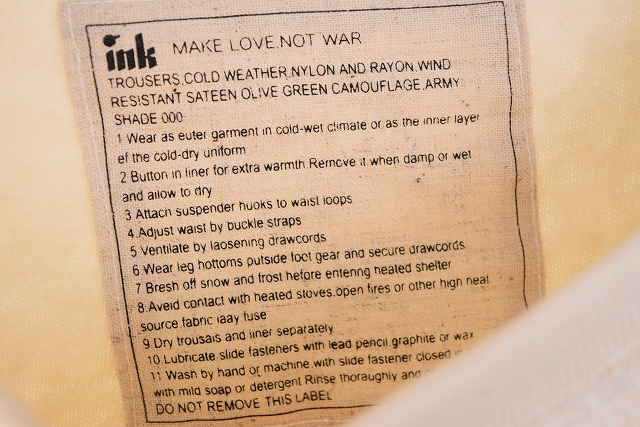 ink MAKE LOVE.NOT WAR
TROUSERS.COLD WEATHER.NYLON AND RAYON.WIND
RESISTANT SATEEN OLIVE GREEN CAMOUFLAGE.ARMY
SHADE 000
1 Wear as euter garment in cold-wet climate or as the inner layer
ef the cold-dry uniform
2 Button in liner for extra warmth.Remcve it when damp or wet
and allow to dry
3 Attach suspender huoks to waist loops
4.Adjust waist by buckle straps
5 Ventilate by laosening drawcords
6 Wear leg hottoms putside foot gear and secure drawcords
7 Bresh off snow and frost hefore entering heated shelter
8.Aveid contact with heated stoves.open fires or other high neat
source.fabric iaay fuse
9.Dry trousais and iiner separately
10.Lubricate slide fasteners with lead pencil.graphite or wax
11 Wash by hand or machine.with slide fastener closed
with mild soap or detergent Rinse thoroughly and
DO NOT REMOVE THIS LABEL